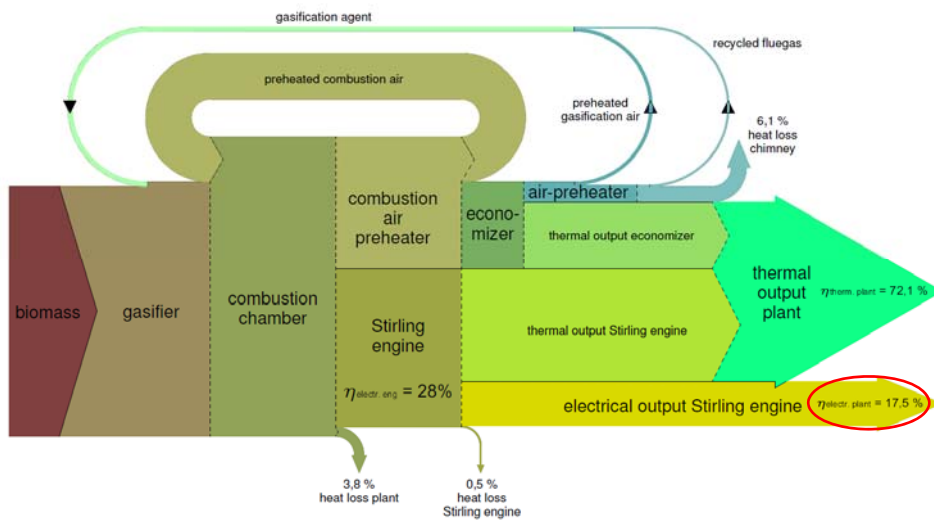 gasification agent
recycled fluegas
preheated combustion air
preheated
gasification air
6,1 %
heat loss
chimney
combustion
air
preheater
econo-
mizer
air-preheater
thermal output economizer
biomass
gasifier
combustion
chamber
Stirling
engine
ηelectr. eng = 28%
thermal output Stirling engine
thermal
output
plant
ηtherm. plant = 72,1 %
electrical output Stirling engine
ηelectr. plant = 17,5 %
3,8 %
heat loss plant
0,5 %
heat loss
Stirling engine